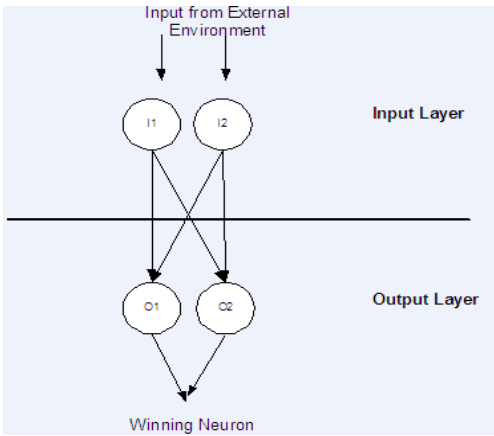 Input from External
Environment
I1
I2
Input Layer
O1
O2
Output Layer
Winning Neuron